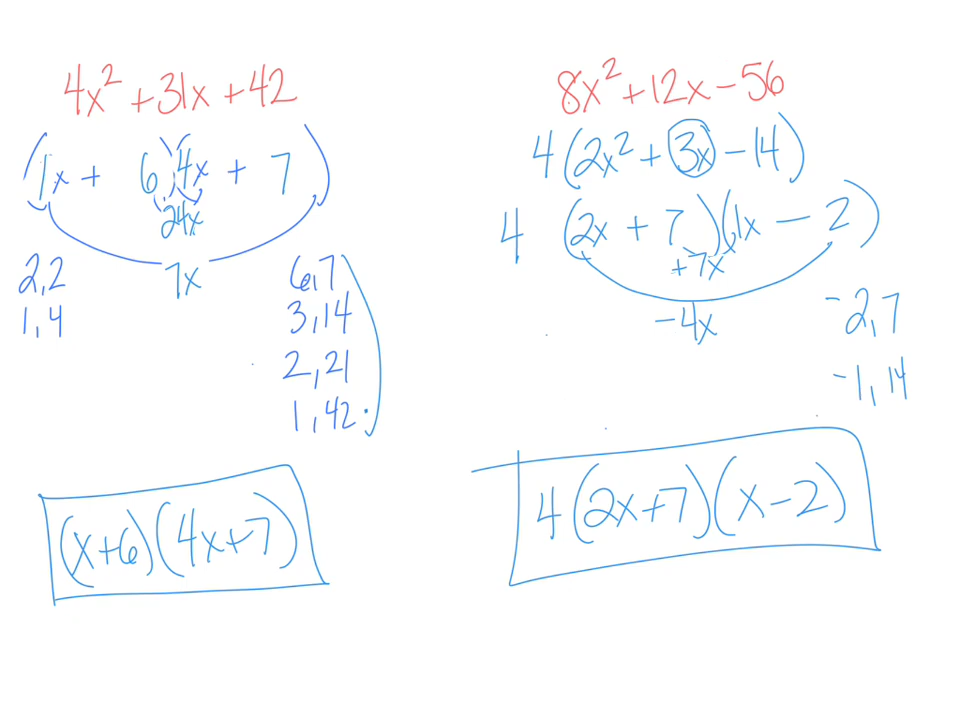 4x² + 31x + 42
(1x + 6)(4x + 7)
24x
7x
2,2
1,4
6,7
3,14
2,21
1,42
(x+6)(4x+7)
8x² + 12x - 56
4(2x² + 3x - 14)
4 (2x + 7)(1x - 2)
+7x
-4x
-2,7
-1,14
4(2x+7)(x-2)